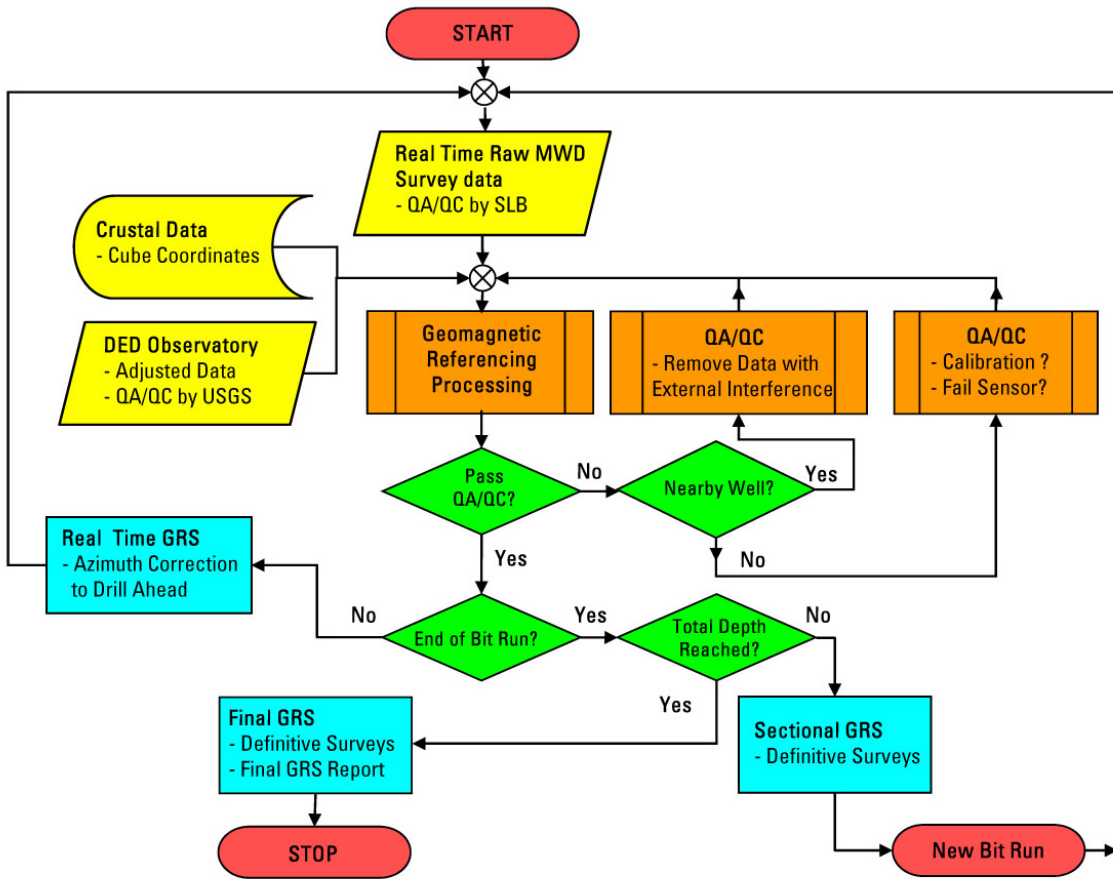 START
Real Time Raw MWD
Survey data
- QA/QC by SLB
Crustal Data
- Cube Coordinates
DED Observatory
- Adjusted Data
- QA/QC by USGS
Geomagnetic
Referencing
Processing
QA/QC
- Remove Data with
External Interference
QA/QC
- Calibration ?
- Fail Sensor?
Pass
QA/QC?
No
Nearby Well?
Yes
No
Yes
Real Time GRS
- Azimuth Correction
to Drill Ahead
No
End of Bit Run?
Yes
Total Depth
Reached?
No
Yes
Final GRS
- Definitive Surveys
- Final GRS Report
Sectional GRS
- Definitive Surveys
STOP
New Bit Run